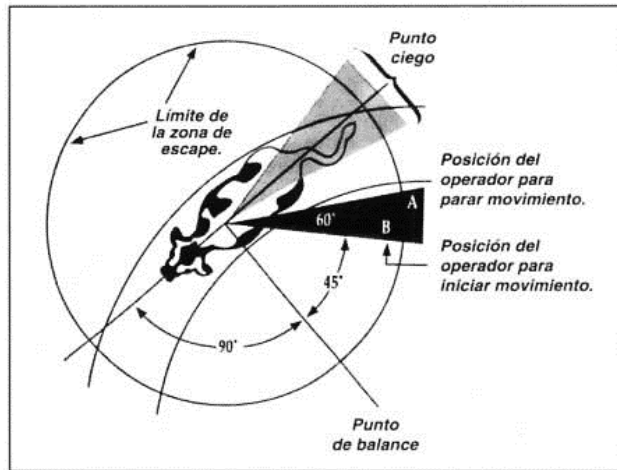 Punto
ciego
Límite de
la zona de
escape.
Posición del
operador para
parar movimiento.
A
60°
B
Posición del
operador para
iniciar movimiento.
45°
90°
Punto
de balance